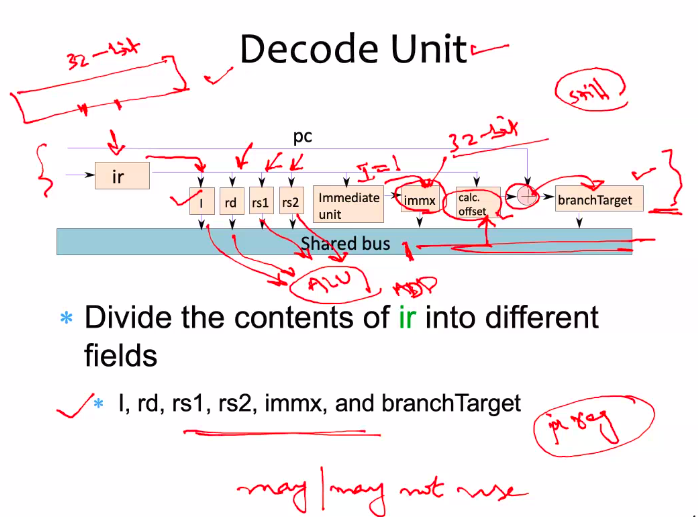 Decode Unit
32-bit
still
pc
32-bit
I=1
ir
I rd rs1 rs2 Immediate unit immx calc. offset + branchTarget
Shared bus
1
ALU ADD
* Divide the contents of ir into different
fields
* I, rd, rs1, rs2, immx, and branchTarget
μ reg
may | may not use